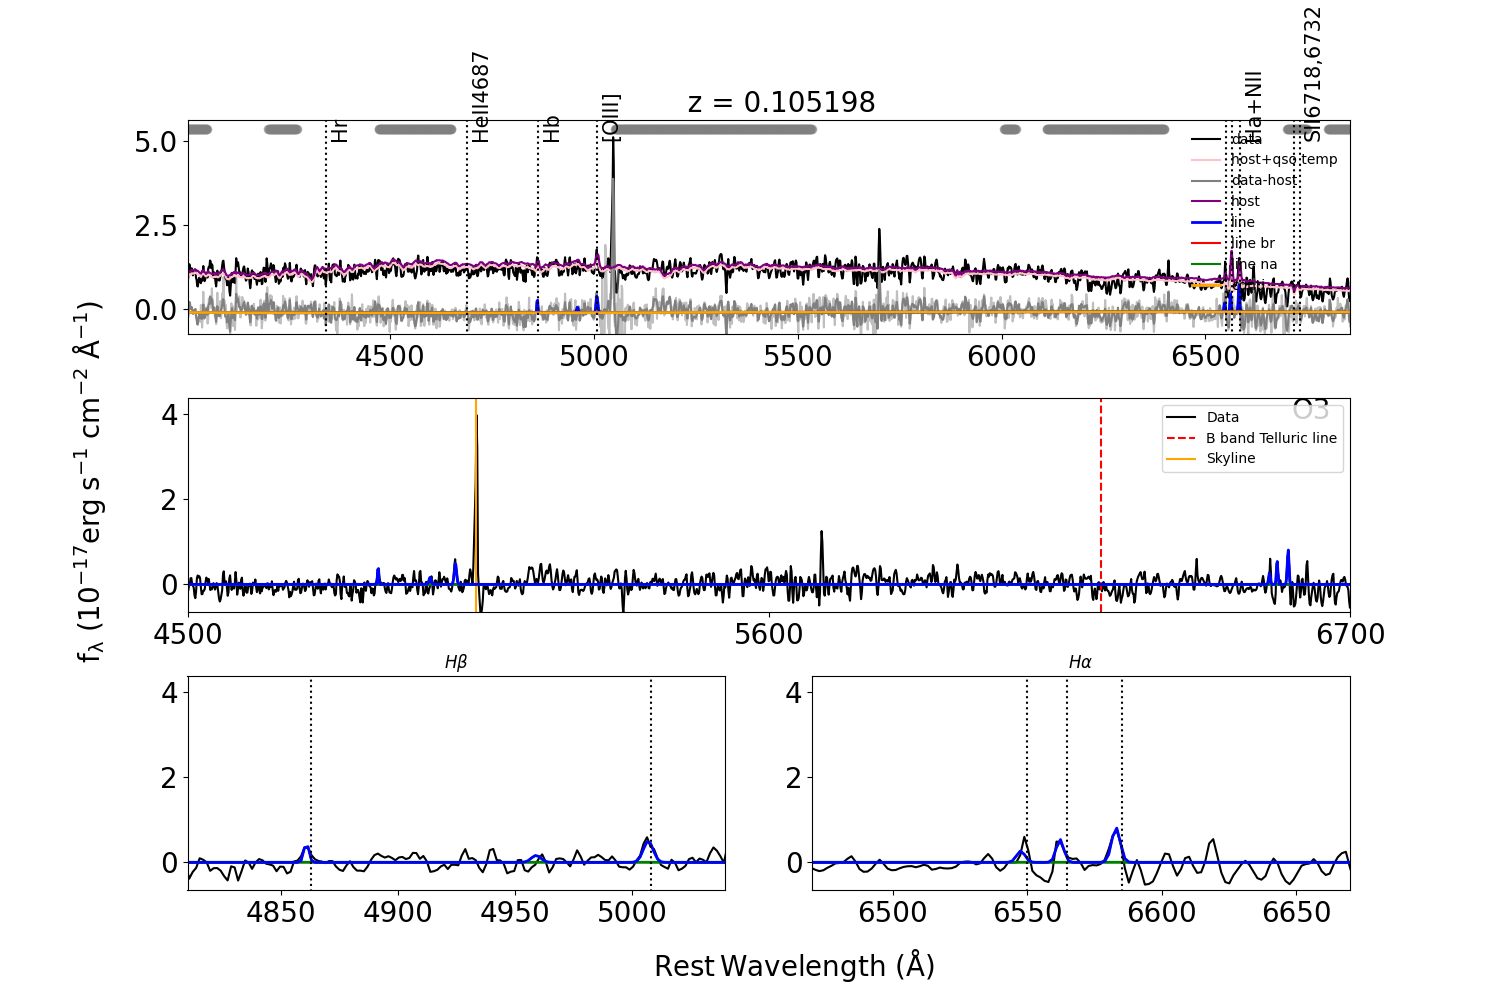 z = 0.105198
Hr
HeII4687
Hb
[OIII]
Ha+NII
SII6718,6732
5.0
2.5
0.0
data
host+qso temp
data-host
host
line
line br
line na
4500
5000
5500
6000
6500
fλ (10⁻¹⁷erg s⁻¹ cm⁻² Å⁻¹)
4
2
0
O3
Data
B band Telluric line
Skyline
4500
5600
6700
Hβ
4
2
0
4850
4900
4950
5000
Hα
4
2
0
6500
6550
6600
6650
Rest Wavelength (Å)